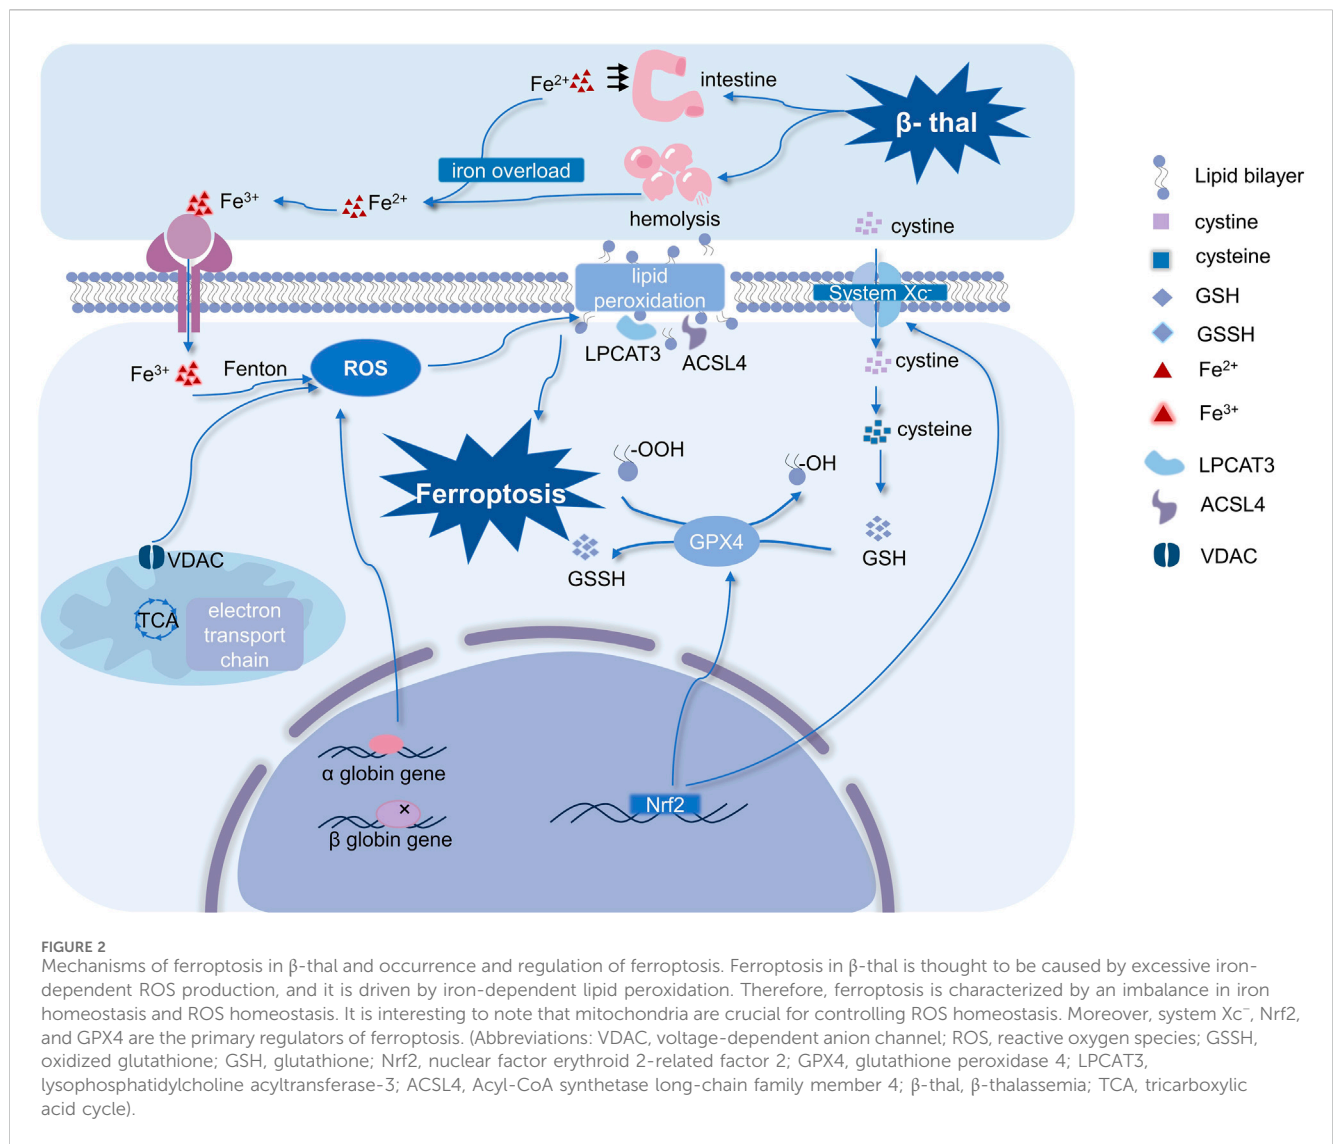 Fe2+
intestine
β- thal
iron overload
Fe3+
Fe2+
hemolysis
cystine
lipid
peroxidation
System Xc-
LPCAT3
ACSL4
cystine
Fe3+
Fenton
ROS
cysteine
-OOH
-OH
Ferroptosis
GPX4
GSH
GSSH
VDAC
TCA
electron
transport
chain
α globin gene
β globin gene
Nrf2
Lipid bilayer
cystine
cysteine
GSH
GSSH
Fe2+
Fe3+
LPCAT3
ACSL4
VDAC
FIGURE 2
Mechanisms of ferroptosis in β-thal and occurrence and regulation of ferroptosis. Ferroptosis in β-thal is thought to be caused by excessive iron-
dependent ROS production, and it is driven by iron-dependent lipid peroxidation. Therefore, ferroptosis is characterized by an imbalance in iron
homeostasis and ROS homeostasis. It is interesting to note that mitochondria are crucial for controlling ROS homeostasis. Moreover, system Xc−, Nrf2,
and GPX4 are the primary regulators of ferroptosis. (Abbreviations: VDAC, voltage-dependent anion channel; ROS, reactive oxygen species; GSSH,
oxidized glutathione; GSH, glutathione; Nrf2, nuclear factor erythroid 2-related factor 2; GPX4, glutathione peroxidase 4; LPCAT3,
lysophosphatidylcholine acyltransferase-3; ACSL4, Acyl-CoA synthetase long-chain family member 4; β-thal, β-thalassemia; TCA, tricarboxylic
acid cycle).